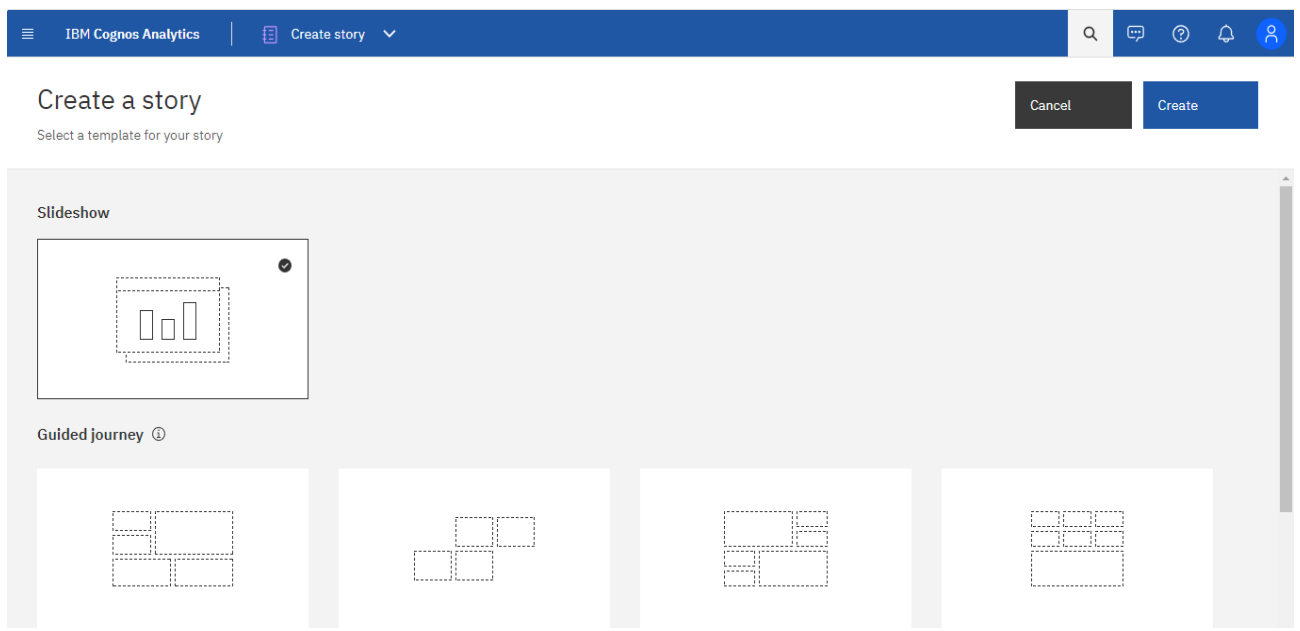 IBM Cognos Analytics
Create story
Create a story
Cancel
Create
Select a template for your story
Slideshow
Guided journey